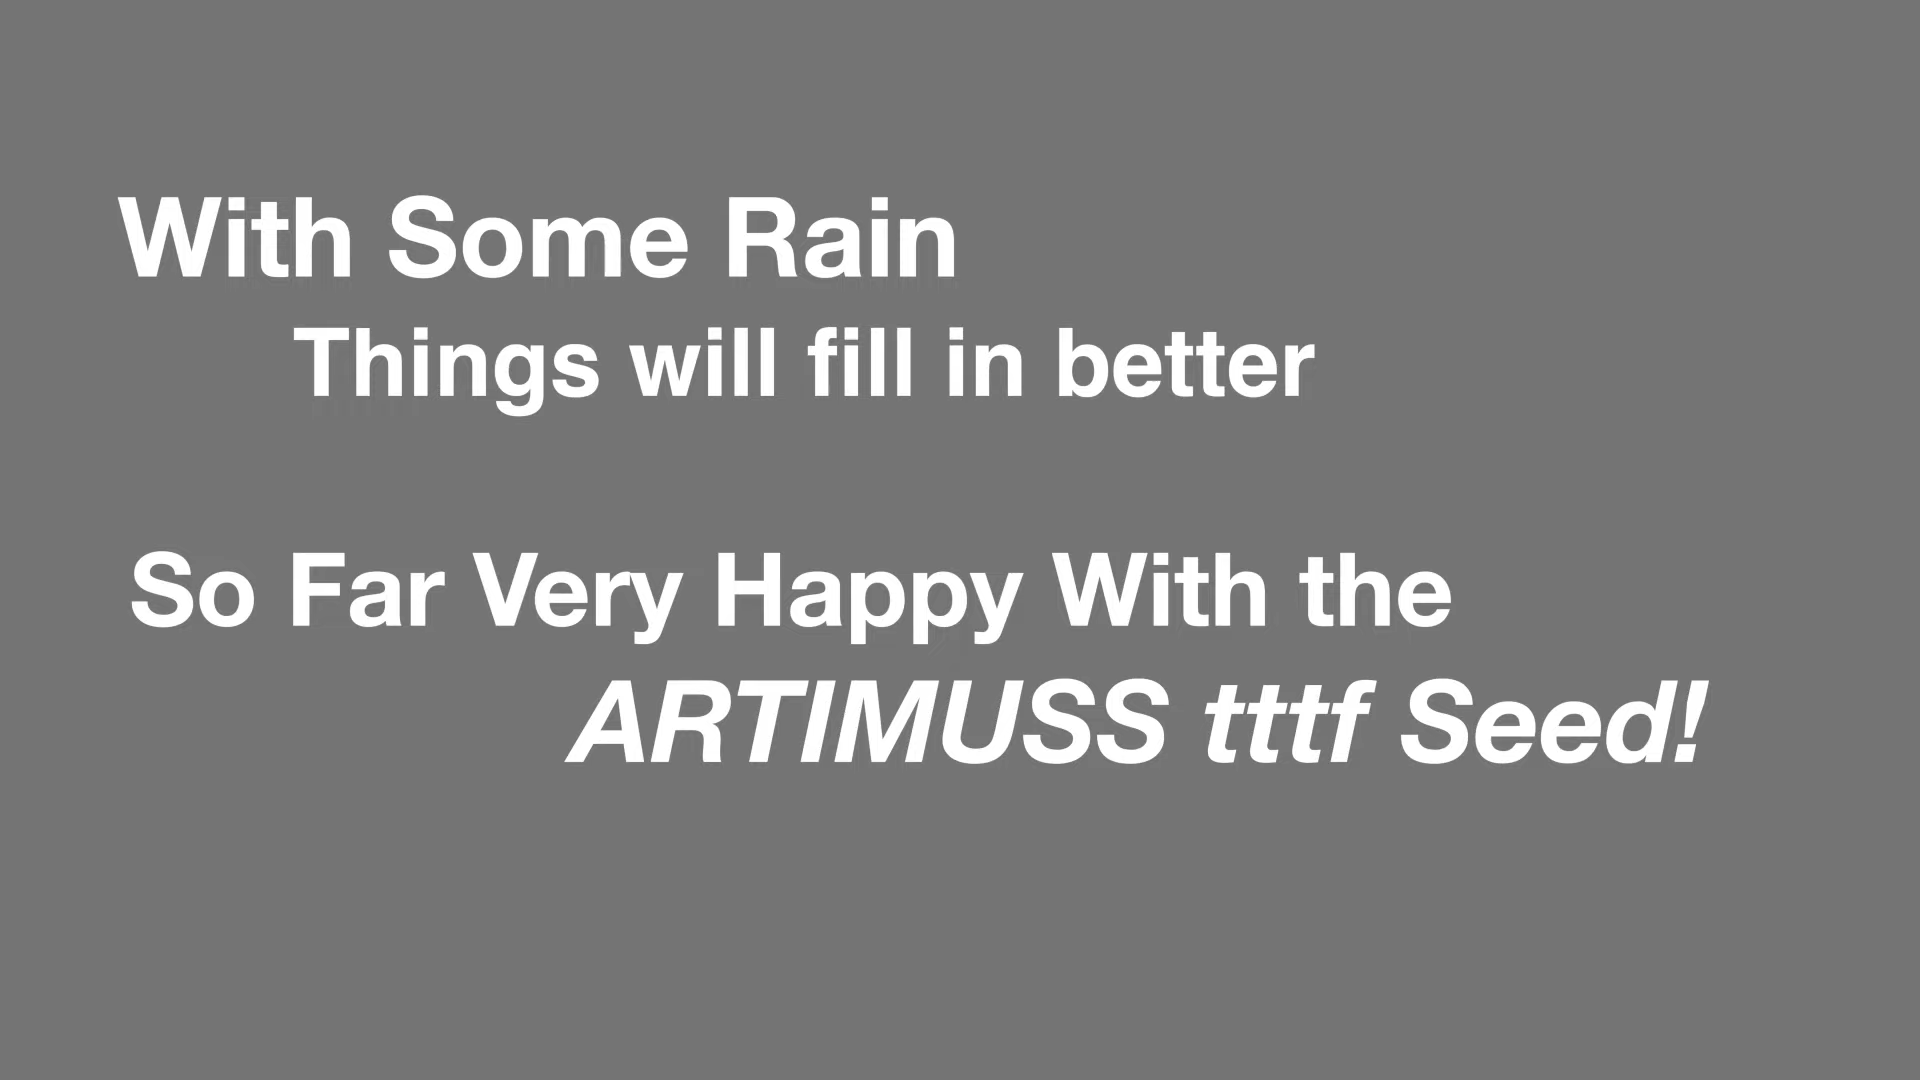 With Some Rain
Things will fill in better
So Far Very Happy With the
ARTIMUSS tttf Seed!